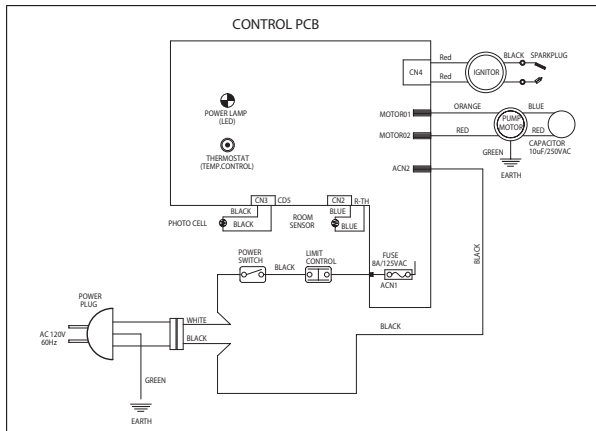 CONTROL PCB
Red
BLACK
SPARKPLUG
CN4
IGNITOR
Red
ORANGE
BLUE
POWER LAMP
(LED)
MOTOR01
PUMP
MOTOR
MOTOR02
RED
RED
CAPACITOR
10uF/250VAC
THERMOSTAT
(TEMP.CONTROL)
GREEN
ACN2
EARTH
CN3
CDS
CN2
R-TH
BLACK
BLUE
PHOTO CELL
BLACK
ROOM
SENSOR
BLUE
POWER
SWITCH
LIMIT
CONTROL
FUSE
8A/125VAC
BLACK
BLACK
ACN1
POWER
PLUG
WHITE
AC 120V
60Hz
BLACK
BLACK
GREEN
EARTH